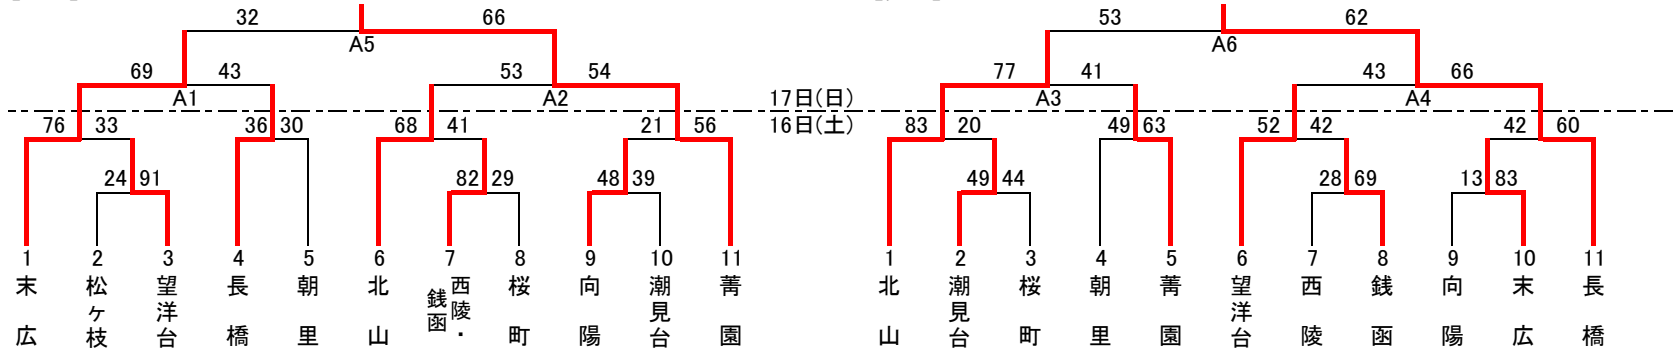 32 66 53 62
A5 A6
69 43 53 54 77 41 43 66
A1 A2 17日(日) A3 A4
76 33 36 30 68 41 21 56 16日(土) 83 20 49 63 52 42 42 60
24 91 82 29 48 39 49 44 28 69 13 83
1 2 3 4 5 6 7 8 9 10 11 1 2 3 4 5 6 7 8 9 10 11
末広
松ヶ枝
望洋台
長橋
朝里
北山
西陵・
銭函
桜町
向陽
潮見台
菁園
北山
潮見台
桜町
朝里
菁園
望洋台
西陵
銭函
向陽
末広
長橋